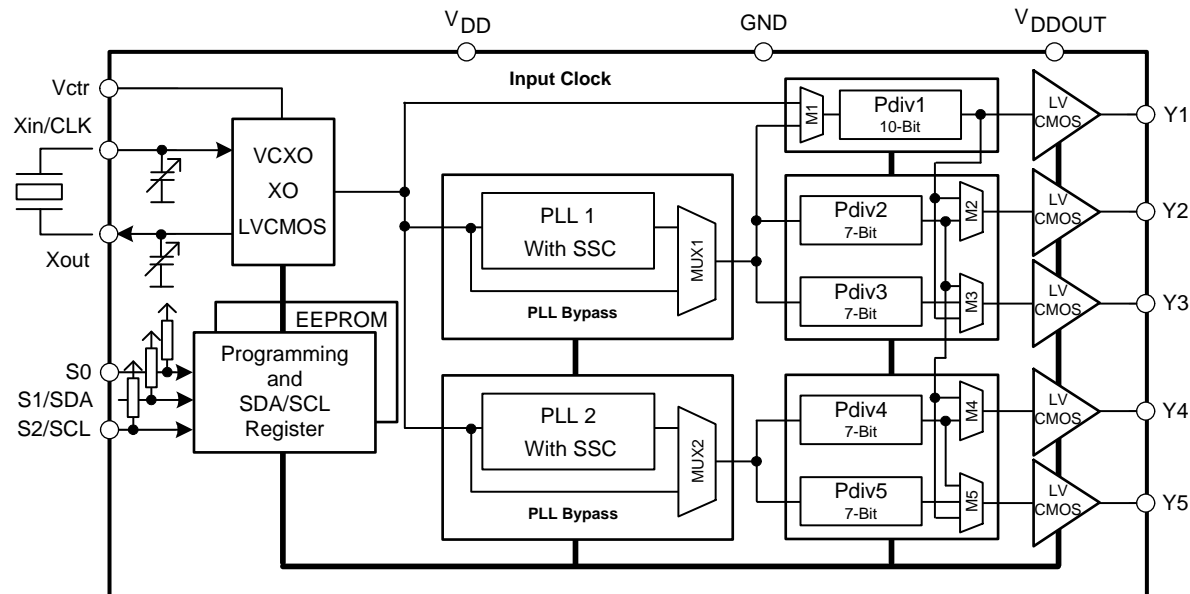 VDD
GND
VDDOUT
Vctr
Input Clock
Xin/CLK
VCXO
XO
LVCMOS
Xout
M1
Pdiv1
10-Bit
LV
CMOS
Y1
PLL 1
With SSC
MUX1
PLL Bypass
Pdiv2
7-Bit
M2
LV
CMOS
Y2
Pdiv3
7-Bit
M3
LV
CMOS
Y3
EEPROM
Programming
and
SDA/SCL
Register
S0
S1/SDA
S2/SCL
PLL 2
With SSC
MUX2
PLL Bypass
Pdiv4
7-Bit
M4
LV
CMOS
Y4
Pdiv5
7-Bit
M5
LV
CMOS
Y5